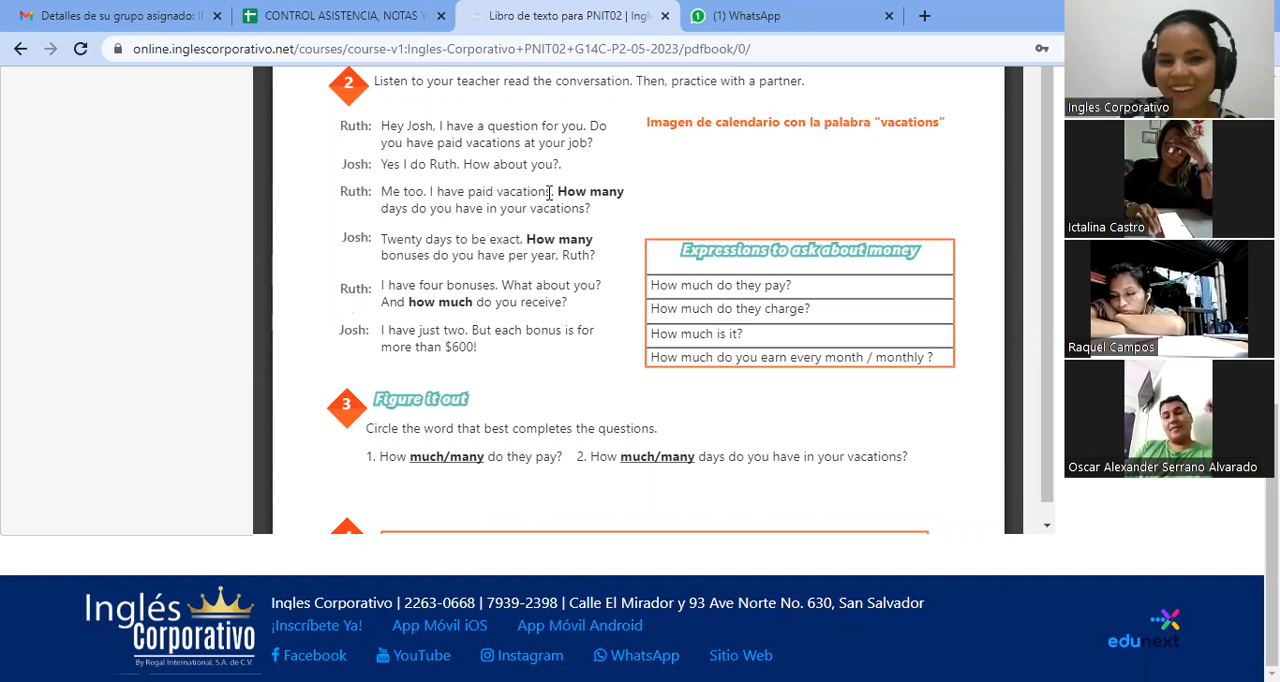 Detalles de su grupo asignado: II
CONTROL ASISTENCIA, NOTAS Y
Libro de texto para PNIT02 | Ingl
(1) WhatsApp
online.inglescorporativo.net/courses/course-v1:Ingles-Corporativo+PNIT02+G14C-P2-05-2023/pdfbook/0/
2 Listen to your teacher read the conversation. Then, practice with a partner.
Ruth: Hey Josh, I have a question for you. Do
you have paid vacations at your job?
Josh: Yes I do Ruth. How about you?.
Ruth: Me too. I have paid vacations. How many
days do you have in your vacations?
Josh: Twenty days to be exact. How many
bonuses do you have per year, Ruth?
Ruth: I have four bonuses. What about you?
And how much do you receive?
Josh: I have just two. But each bonus is for
more than $600!
Imagen de calendario con la palabra “vacations”
Expressions to ask about money
How much do they pay?
How much do they charge?
How much is it?
How much do you earn every month / monthly ?
3 Figure it out
Circle the word that best completes the questions.
1. How much/many do they pay? 2. How much/many days do you have in your vacations?
Ingles Corporativo
Ictalina Castro
Raquel Campos
Oscar Alexander Serrano Alvarado
Inglés
Corporativo
By Regal International, S.A. de C.V.
Ingles Corporativo | 2263-0668 | 7939-2398 | Calle El Mirador y 93 Ave Norte No. 630, San Salvador
¡Inscríbete Ya! App Móvil iOS App Móvil Android
Facebook YouTube Instagram WhatsApp Sitio Web
edunext